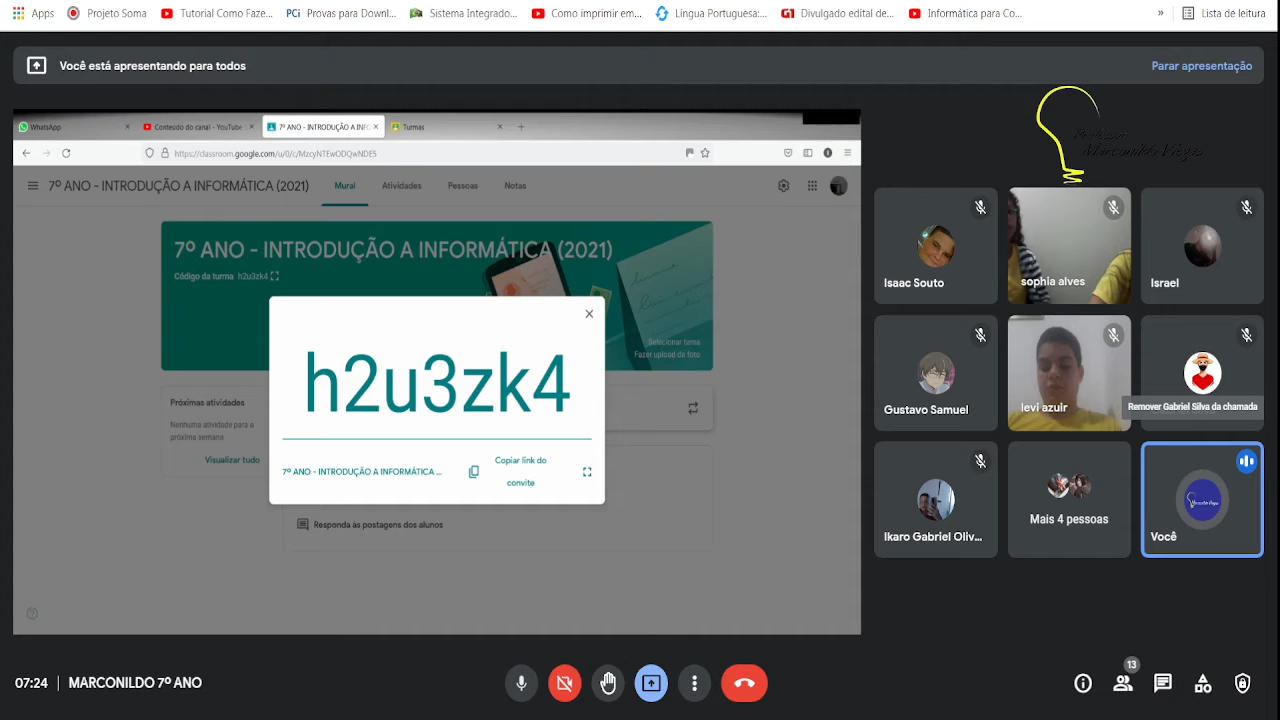 Apps
Projeto Soma
Tutorial Como Faze...
Provas para Downl...
Sistema Integrado...
Como imprimir em...
Língua Portuguesa:...
Divulgado edital de...
Informática para Co...
»
Lista de leitura
Você está apresentando para todos
Parar apresentação
WhatsApp
Conteúdo do canal - YouTube
7º ANO - INTRODUÇÃO A INFO
Turmas
https://classroom.google.com/u/0/c/MzcyNTEwODQwNDE5
7º ANO - INTRODUÇÃO A INFORMÁTICA (2021)
Mural
Atividades
Pessoas
Notas
7º ANO - INTRODUÇÃO A INFORMÁTICA (2021)
Código da turma h2u3zk4
Selecionar tema
Fazer upload da foto
h2u3zk4
7º ANO - INTRODUÇÃO A INFORMÁTICA ...
Copiar link do
convite
Próximas atividades
Nenhuma atividade para a
próxima semana
Visualizar tudo
Responda às postagens dos alunos
Professor
Marconildo Viegas
Isaac Souto
sophia alves
Israel
Gustavo Samuel
levi azuir
Remover Gabriel Silva da chamada
Ikaro Gabriel Oliv...
Mais 4 pessoas
Marconildo Viegas
Você
07:24 | MARCONILDO 7º ANO
13